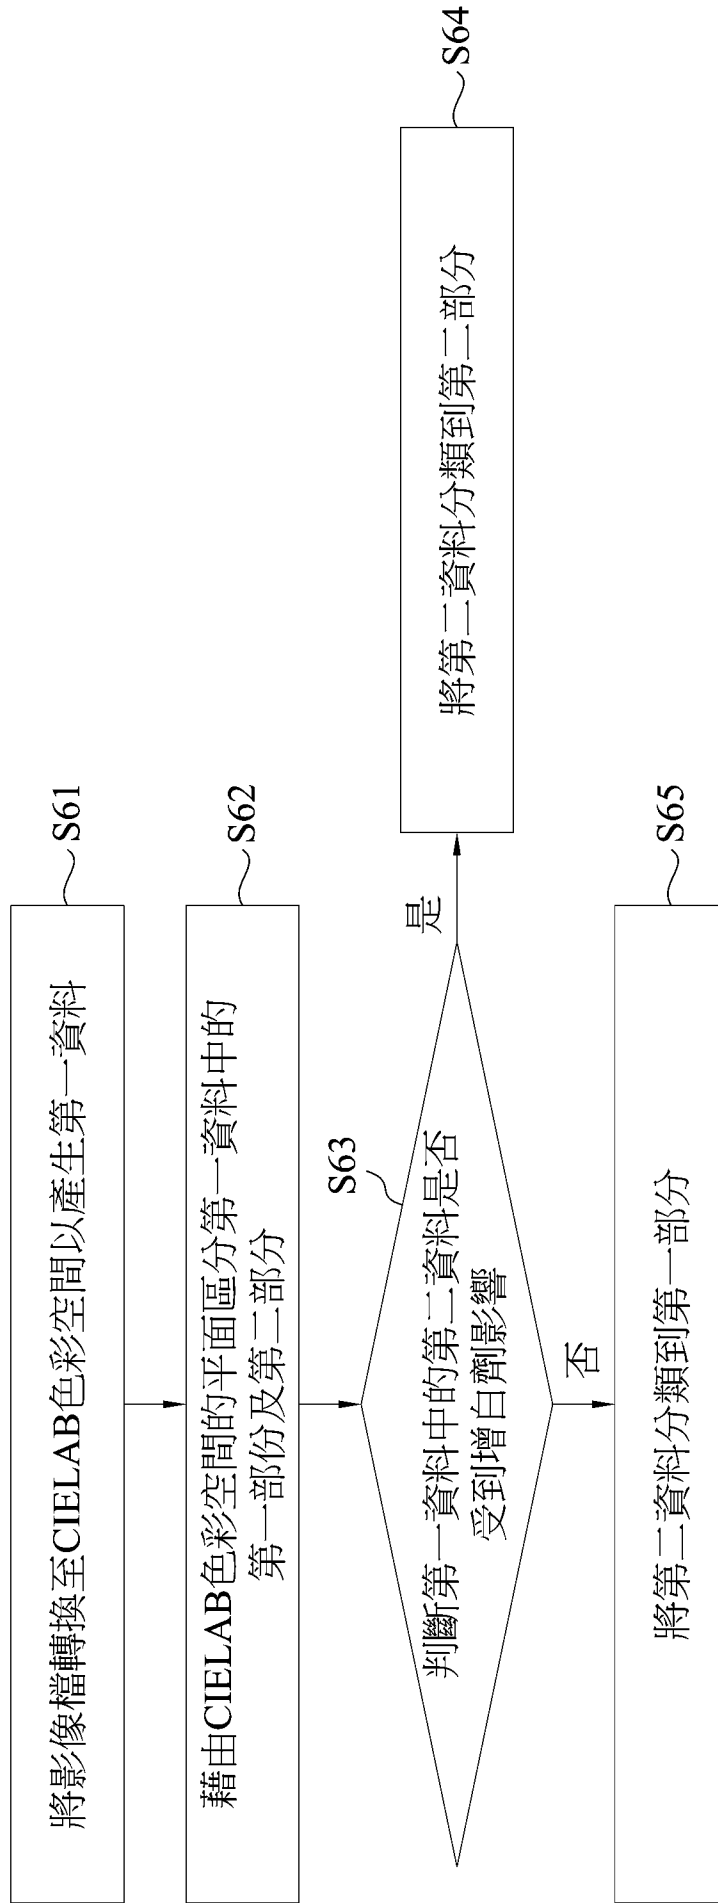 將影像檔轉換至CIELAB色彩空間以產生第一資料
S61
藉由CIELAB色彩空間的平面區分第一資料中的
第一部份及第二部分
S62
S63
判斷第一資料中的第二資料是否
受到增白劑影響
是
將第二資料分類到第二部分
S64
否
將第二資料分類到第一部分
S65